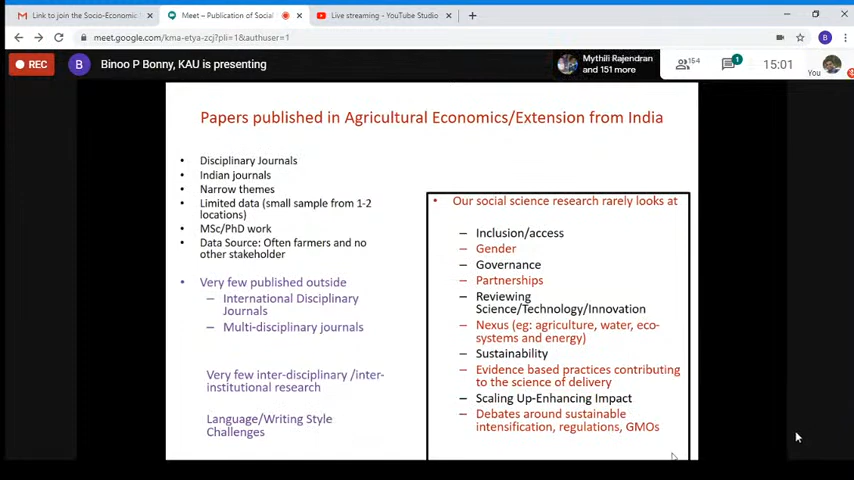 Link to join the Socio-Economic
Meet – Publication of Social
Live streaming - YouTube Studio
meet.google.com/kma-etya-zcj?pli=1&authuser=1
B
REC
B
Binoo P Bonny, KAU is presenting
Mythili Rajendran
and 151 more
154
1
15:01
You
Papers published in Agricultural Economics/Extension from India
• Disciplinary Journals
• Indian journals
• Narrow themes
• Limited data (small sample from 1-2
locations)
• MSc/PhD work
• Data Source: Often farmers and no
other stakeholder
• Very few published outside
– International Disciplinary
Journals
– Multi-disciplinary journals
Very few inter-disciplinary /inter-
institutional research
Language/Writing Style
Challenges
• Our social science research rarely looks at
– Inclusion/access
– Gender
– Governance
– Partnerships
– Reviewing
Science/Technology/Innovation
– Nexus (eg: agriculture, water, eco-
systems and energy)
– Sustainability
– Evidence based practices contributing
to the science of delivery
– Scaling Up-Enhancing Impact
– Debates around sustainable
intensification, regulations, GMOs